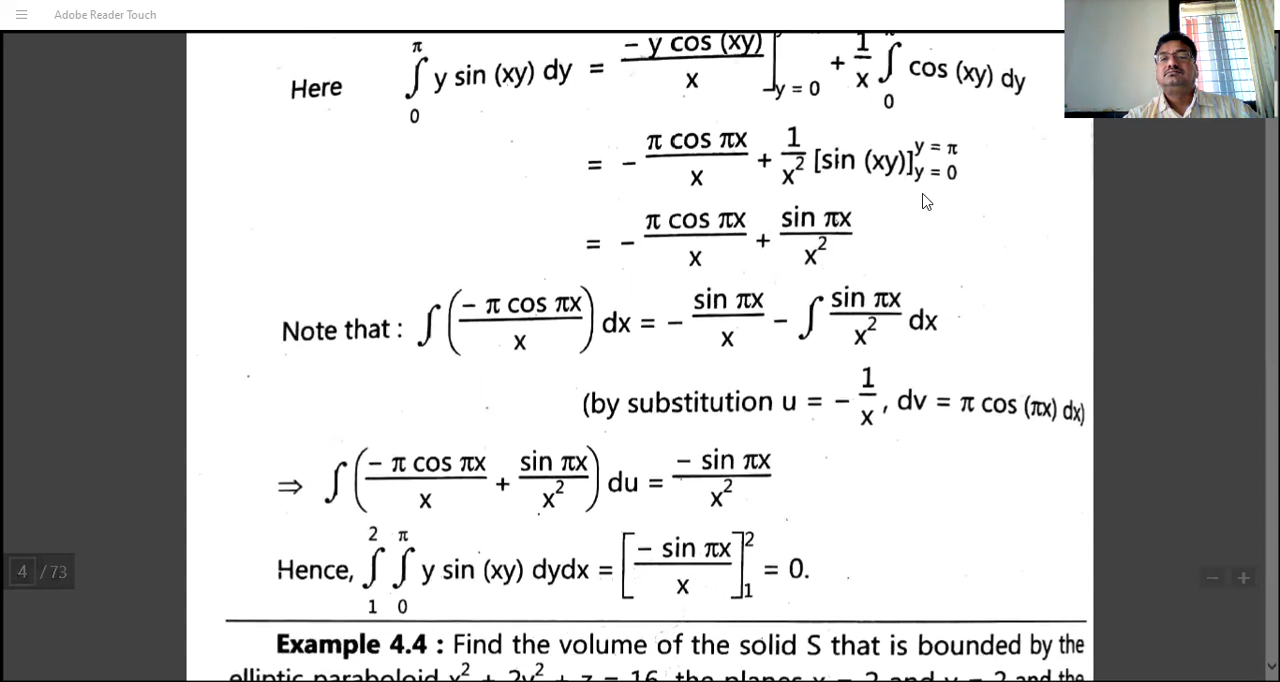 Adobe Reader Touch
Here ∫₀^π y sin (xy) dy = − y cos (xy) / x ]_{y = 0} + 1/x ∫₀ cos (xy) dy
= − π cos πx / x + 1/x² [sin (xy)]_{y = 0}^{y = π}
= − π cos πx / x + sin πx / x²
Note that : ∫ (− π cos πx / x) dx = − sin πx / x − ∫ sin πx / x² dx
(by substitution u = − 1/x, dv = π cos (πx) dx)
⇒ ∫ (− π cos πx / x + sin πx / x²) du = − sin πx / x²
Hence, ∫₁² ∫₀^π y sin (xy) dydx = [− sin πx / x]₁² = 0.
4 / 73
Example 4.4 : Find the volume of the solid S that is bounded by the
elliptic paraboloid